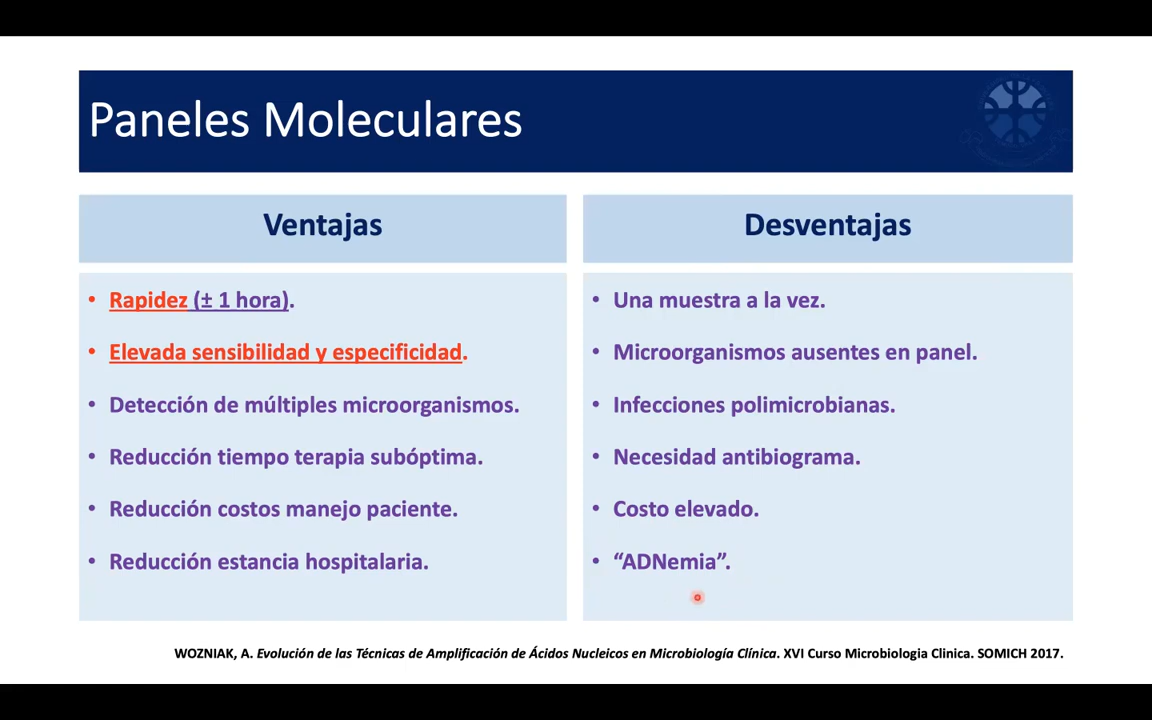 Paneles Moleculares
Ventajas
• Rapidez (± 1 hora).
• Elevada sensibilidad y especificidad.
• Detección de múltiples microorganismos.
• Reducción tiempo terapia subóptima.
• Reducción costos manejo paciente.
• Reducción estancia hospitalaria.
Desventajas
• Una muestra a la vez.
• Microorganismos ausentes en panel.
• Infecciones polimicrobianas.
• Necesidad antibiograma.
• Costo elevado.
• “ADNemia”.
WOZNIAK, A. Evolución de las Técnicas de Amplificación de Ácidos Nucleicos en Microbiología Clínica. XVI Curso Microbiologia Clinica. SOMICH 2017.